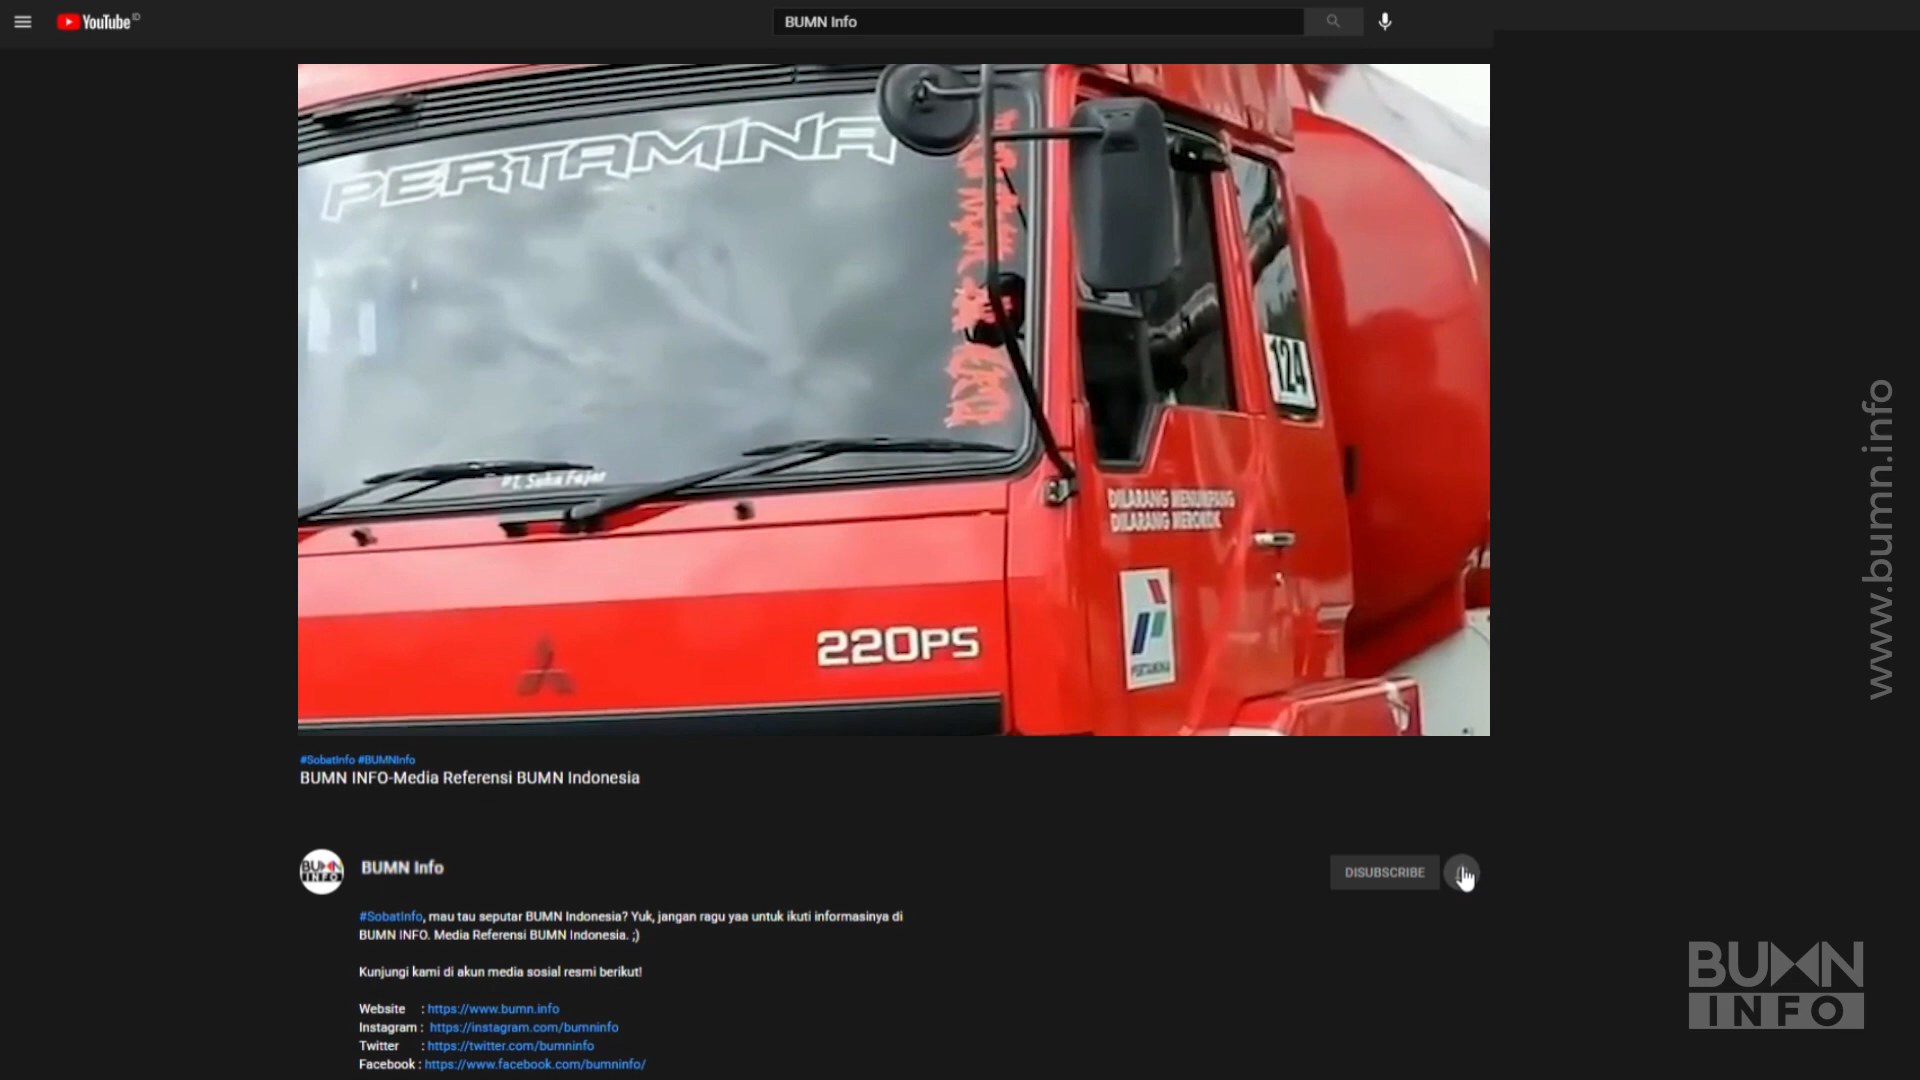 YouTube ID
BUMN Info
PERTAMINA
124
PT. Suka Fajar
DILARANG MENUMPANG
DILARANG MEROKOK
220PS
PERTAMINA
#SobatInfo #BUMNInfo
BUMN INFO-Media Referensi BUMN Indonesia
BUMN
INFO
BUMN Info
DISUBSCRIBE
#SobatInfo, mau tau seputar BUMN Indonesia? Yuk, jangan ragu yaa untuk ikuti informasinya di
BUMN INFO. Media Referensi BUMN Indonesia. ;)
Kunjungi kami di akun media sosial resmi berikut!
Website : https://www.bumn.info
Instagram : https://instagram.com/bumninfo
Twitter : https://twitter.com/bumninfo
Facebook : https://www.facebook.com/bumninfo/
www.bumn.info
BUMN
INFO